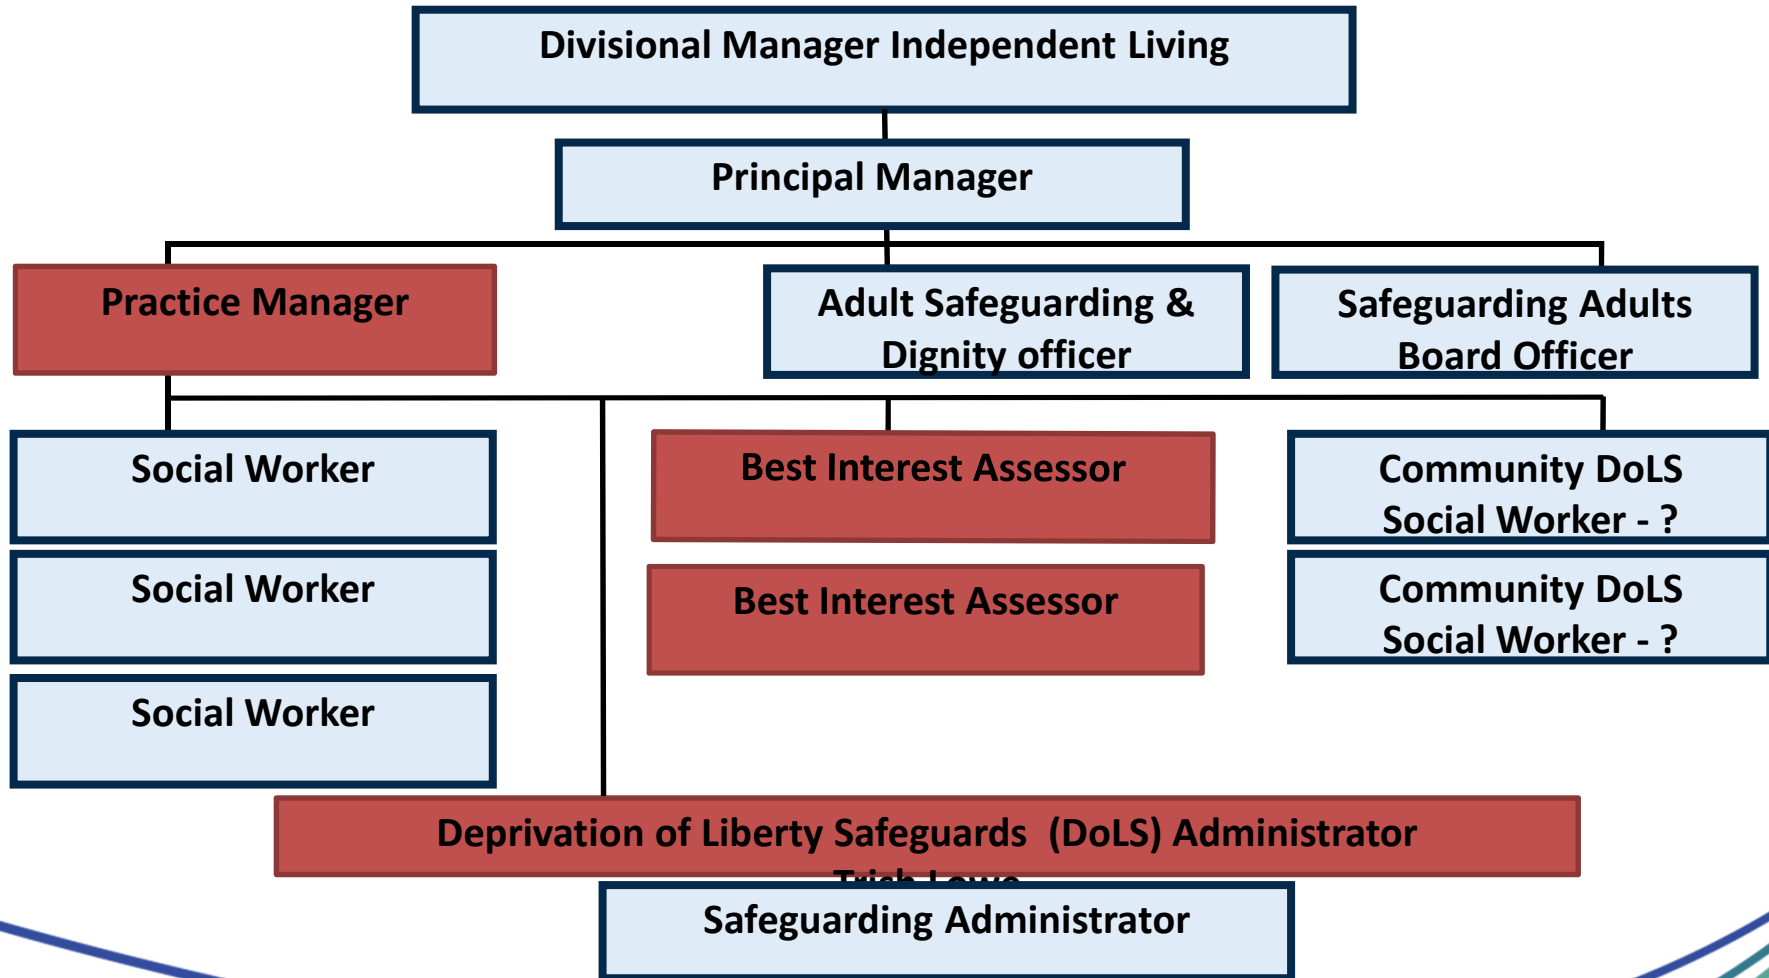 Divisional Manager Independent Living
Principal Manager
Practice Manager
Adult Safeguarding &
Dignity officer
Safeguarding Adults
Board Officer
Social Worker
Best Interest Assessor
Community DoLS
Social Worker - ?
Social Worker
Best Interest Assessor
Community DoLS
Social Worker - ?
Social Worker
Deprivation of Liberty Safeguards  (DoLS) Administrator
Trish Lowe
Safeguarding Administrator